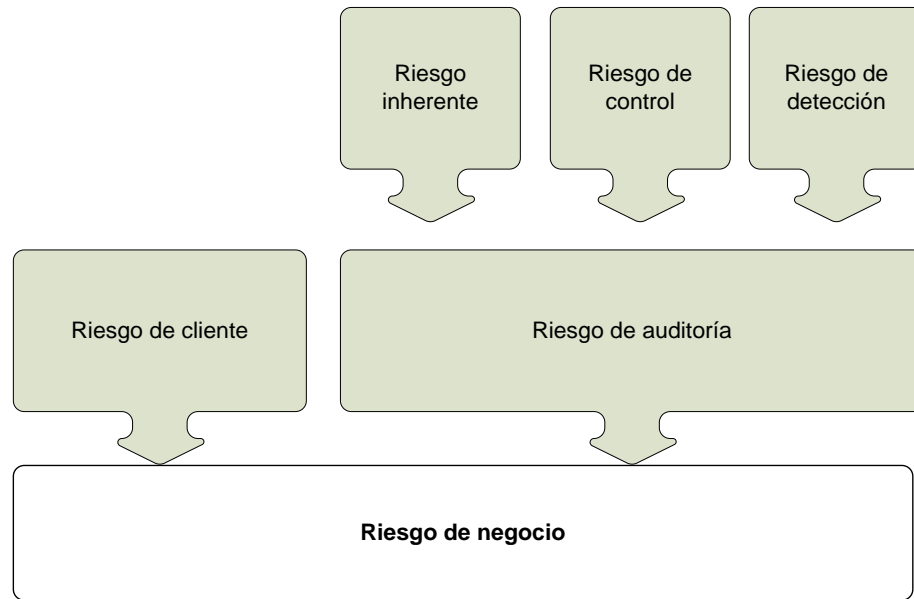 Riesgo
inherente
Riesgo de
control
Riesgo de
detección
Riesgo de cliente
Riesgo de auditoría
Riesgo de negocio